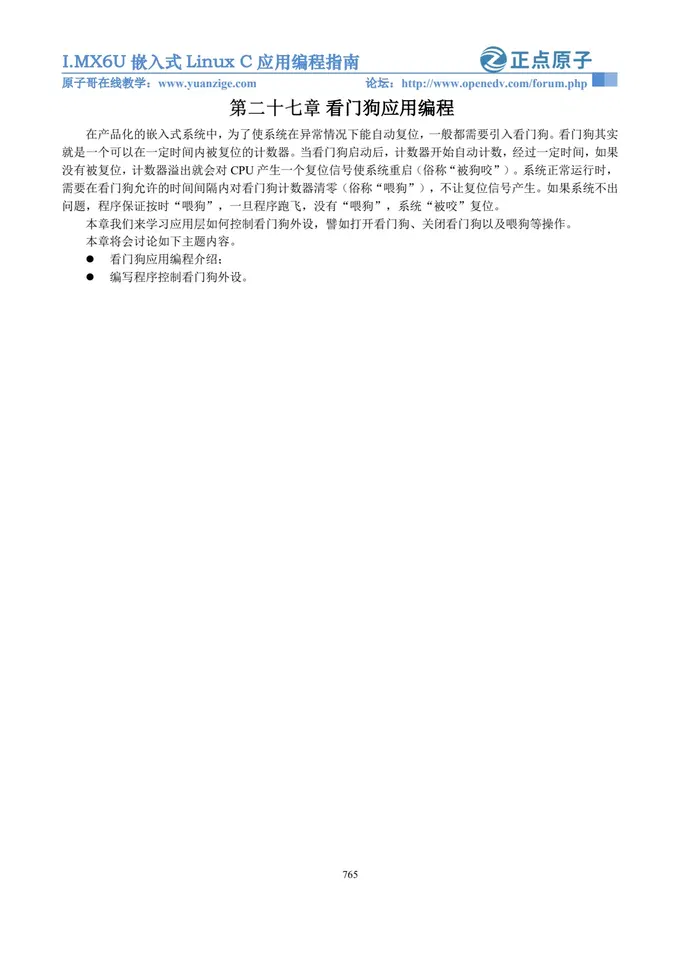 I.MX6U 嵌入式 Linux C 应用编程指南
正点原子
原子哥在线教学：www.yuanzige.com 论坛：http://www.openedv.com/forum.php
第二十七章 看门狗应用编程
在产品化的嵌入式系统中，为了使系统在异常情况下能自动复位，一般都需要引入看门狗。看门狗其实
就是一个可以在一定时间内被复位的计数器。当看门狗启动后，计数器开始自动计数，经过一定时间，如果
没有被复位，计数器溢出就会对 CPU 产生一个复位信号使系统重启（俗称“被狗咬”）。系统正常运行时，
需要在看门狗允许的时间间隔内对看门狗计数器清零（俗称“喂狗”），不让复位信号产生。如果系统不出
问题，程序保证按时“喂狗”，一旦程序跑飞，没有“喂狗”，系统“被咬”复位。
本章我们来学习应用层如何控制看门狗外设，譬如打开看门狗、关闭看门狗以及喂狗等操作。
本章将会讨论如下主题内容。
● 看门狗应用编程介绍；
● 编写程序控制看门狗外设。
765